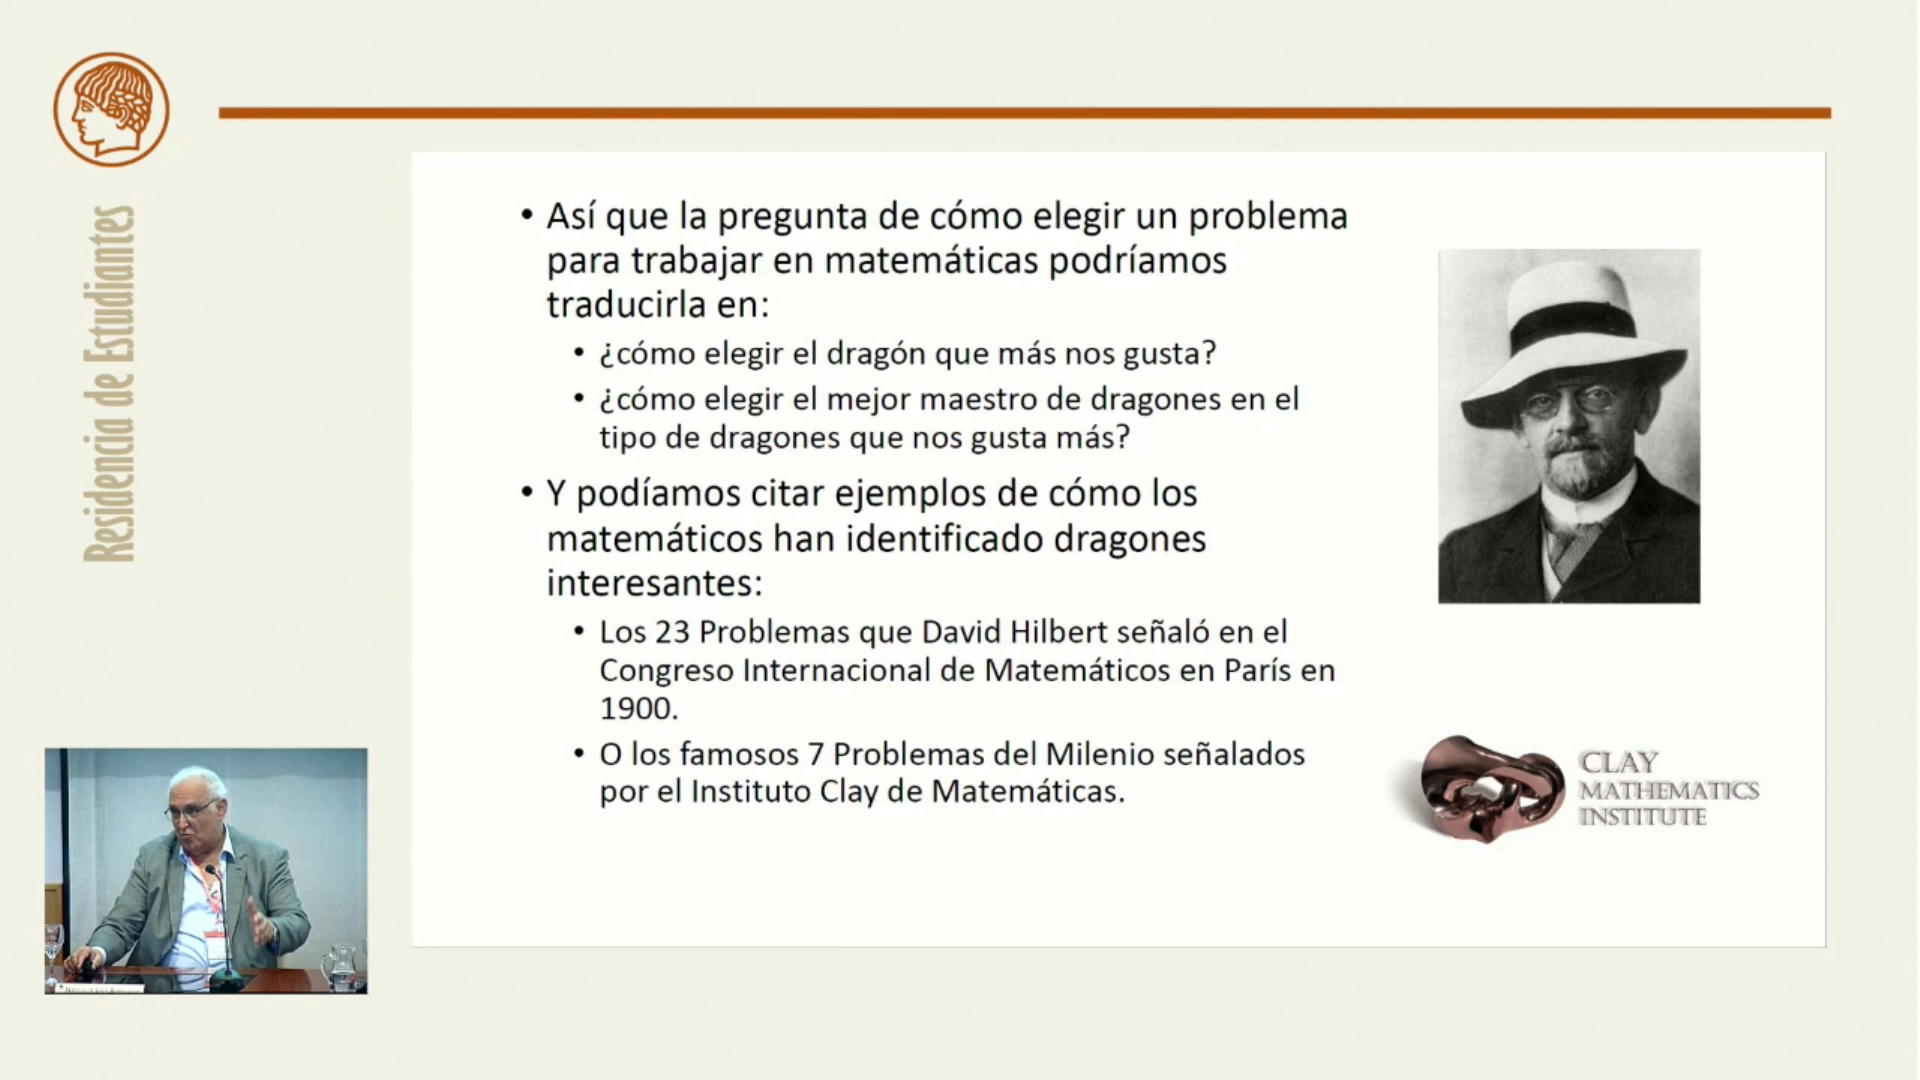 Residencia de Estudiantes
• Así que la pregunta de cómo elegir un problema
para trabajar en matemáticas podríamos
traducirla en:
• ¿cómo elegir el dragón que más nos gusta?
• ¿cómo elegir el mejor maestro de dragones en el
tipo de dragones que nos gusta más?
• Y podíamos citar ejemplos de cómo los
matemáticos han identificado dragones
interesantes:
• Los 23 Problemas que David Hilbert señaló en el
Congreso Internacional de Matemáticos en París en
1900.
• O los famosos 7 Problemas del Milenio señalados
por el Instituto Clay de Matemáticas.
CLAY
MATHEMATICS
INSTITUTE